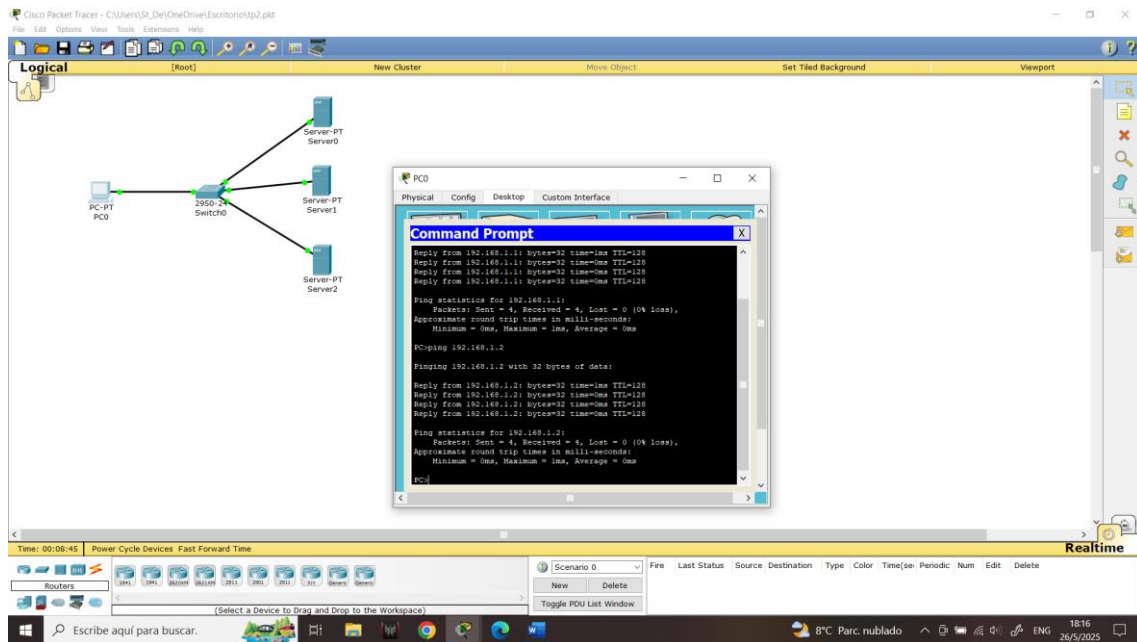 Cisco Packet Tracer - C:\Users\St_De\OneDrive\Escritorio\tp2.pkt
File Edit Options View Tools Extensions Help
Logical
[Root]
New Cluster
Move Object
Set Tiled Background
Viewport
Server-PT
Server0
PC-PT
PC0
2950-24
Switch0
Server-PT
Server1
Server-PT
Server2
PC0
Physical Config Desktop Custom Interface
Command Prompt X
Reply from 192.168.1.1: bytes=32 time=1ms TTL=128
Reply from 192.168.1.1: bytes=32 time=0ms TTL=128
Reply from 192.168.1.1: bytes=32 time=0ms TTL=128
Reply from 192.168.1.1: bytes=32 time=0ms TTL=128
Ping statistics for 192.168.1.1:
Packets: Sent = 4, Received = 4, Lost = 0 (0% loss),
Approximate round trip times in milli-seconds:
Minimum = 0ms, Maximum = 1ms, Average = 0ms
PC>ping 192.168.1.2
Pinging 192.168.1.2 with 32 bytes of data:
Reply from 192.168.1.2: bytes=32 time=1ms TTL=128
Reply from 192.168.1.2: bytes=32 time=0ms TTL=128
Reply from 192.168.1.2: bytes=32 time=0ms TTL=128
Reply from 192.168.1.2: bytes=32 time=0ms TTL=128
Ping statistics for 192.168.1.2:
Packets: Sent = 4, Received = 4, Lost = 0 (0% loss),
Approximate round trip times in milli-seconds:
Minimum = 0ms, Maximum = 1ms, Average = 0ms
PC>
Time: 00:08:45 Power Cycle Devices Fast Forward Time
Realtime
Routers
1841 1941 2620XM 2621XM 2811 2901 2911 Generic Generic
(Select a Device to Drag and Drop to the Workspace)
Scenario 0
New Delete
Toggle PDU List Window
Fire Last Status Source Destination Type Color Time(se Periodic Num Edit Delete
Escribe aquí para buscar.
8°C Parc. nublado
ENG
18:16
26/5/2025